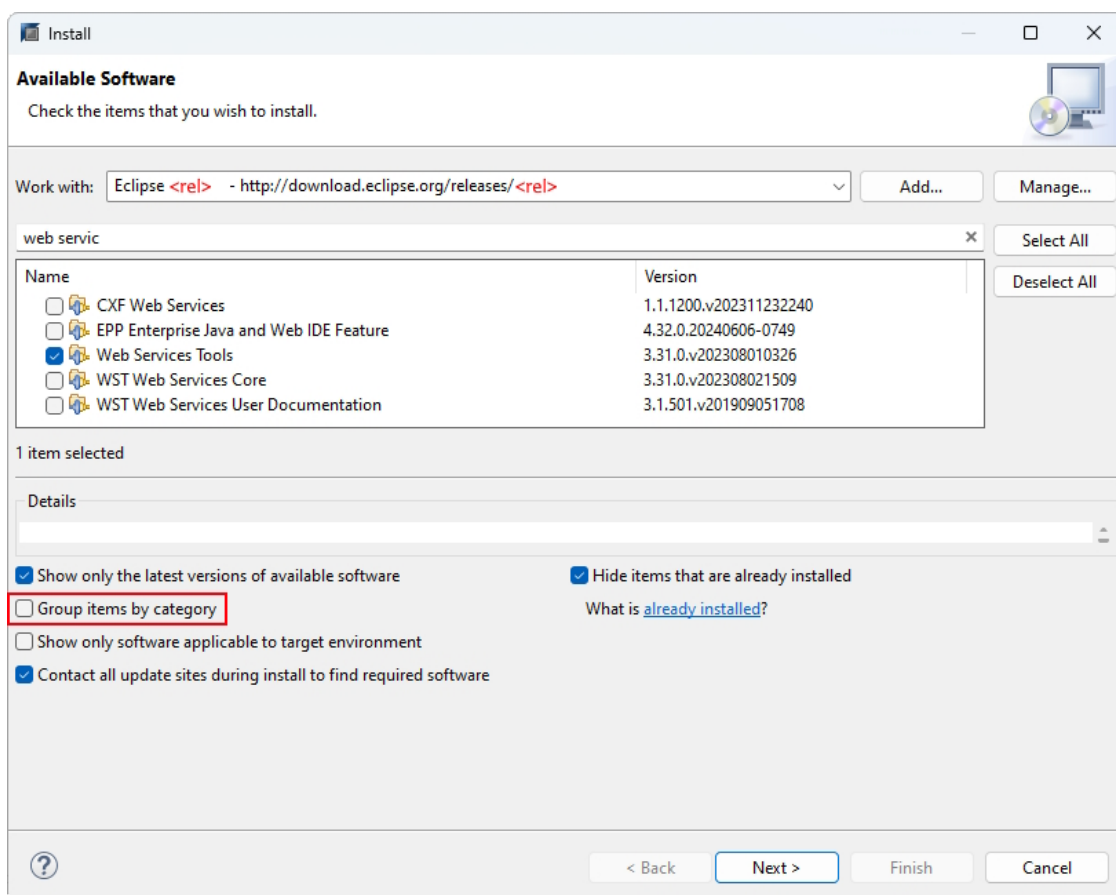 Install
Available Software
Check the items that you wish to install.
Work with: Eclipse <rel> - http://download.eclipse.org/releases/<rel> Add... Manage...
web servic Select All
Deselect All
Name Version
CXF Web Services 1.1.1200.v202311232240
EPP Enterprise Java and Web IDE Feature 4.32.0.20240606-0749
Web Services Tools 3.31.0.v202308010326
WST Web Services Core 3.31.0.v202308021509
WST Web Services User Documentation 3.1.501.v201909051708
1 item selected
Details
Show only the latest versions of available software Hide items that are already installed
Group items by category What is already installed?
Show only software applicable to target environment
Contact all update sites during install to find required software
? < Back Next > Finish Cancel